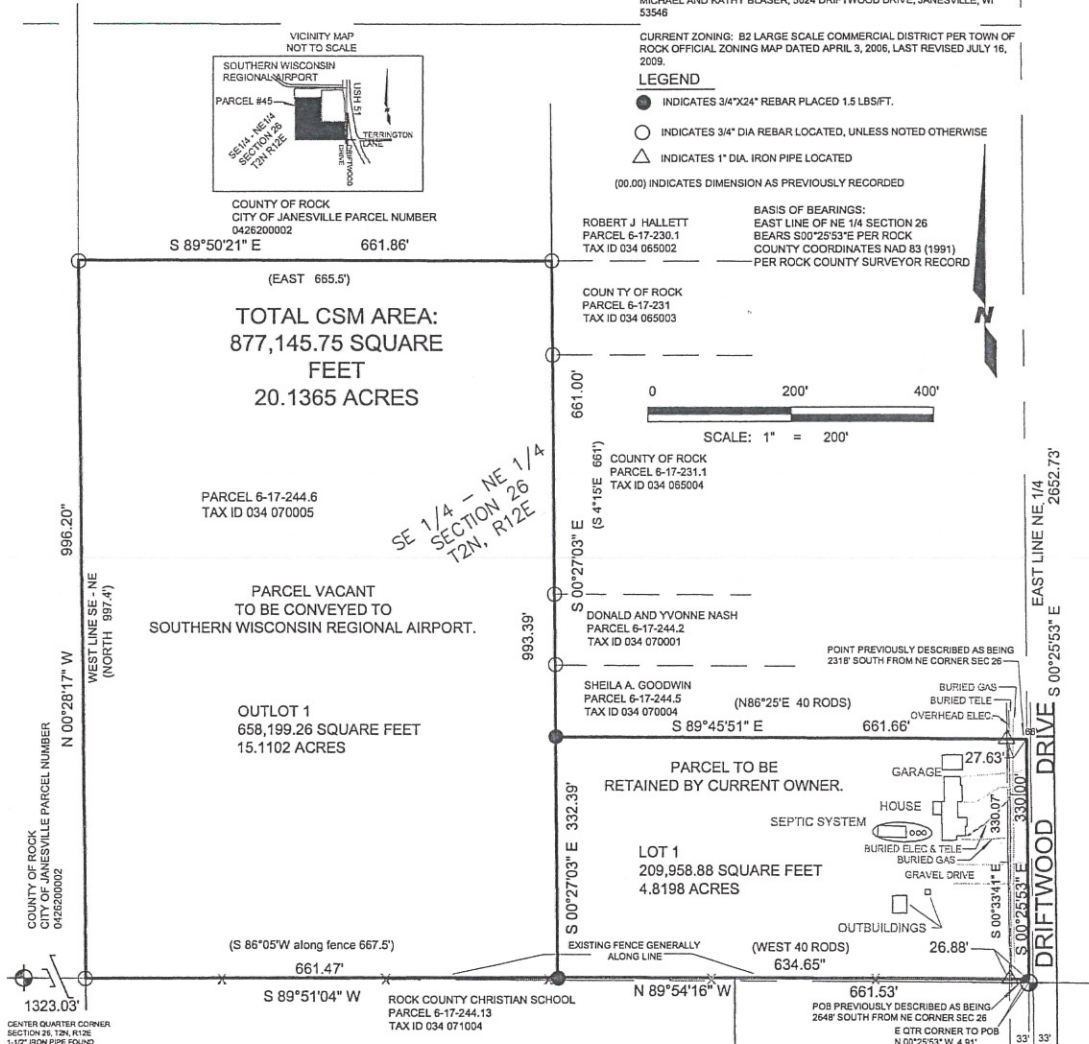 MICHAEL AND KATHY BLASER, 5024 DRIFTWOOD DRIVE, JANESVILLE, WI
53546
CURRENT ZONING: B2 LARGE SCALE COMMERCIAL DISTRICT PER TOWN OF
ROCK OFFICIAL ZONING MAP DATED APRIL 3, 2006, LAST REVISED JULY 16,
2009.
LEGEND
INDICATES 3/4"X24" REBAR PLACED 1.5 LBS/FT.
INDICATES 3/4" DIA REBAR LOCATED, UNLESS NOTED OTHERWISE
INDICATES 1" DIA. IRON PIPE LOCATED
(00.00) INDICATES DIMENSION AS PREVIOUSLY RECORDED
VICINITY MAP
NOT TO SCALE
SOUTHERN WISCONSIN
REGIONAL AIRPORT
PARCEL #45
USH 51
SE1/4 - NE1/4
SECTION 26
T2N R12E
TERRINGTON
LANE
DRIFTWOOD
DRIVE
COUNTY OF ROCK
CITY OF JANESVILLE PARCEL NUMBER
0426200002
S 89°50'21" E 661.86'
(EAST 665.5')
ROBERT J HALLETT
PARCEL 6-17-230.1
TAX ID 034 065002
BASIS OF BEARINGS:
EAST LINE OF NE 1/4 SECTION 26
BEARS S00°25'53"E PER ROCK
COUNTY COORDINATES NAD 83 (1991)
PER ROCK COUNTY SURVEYOR RECORD
COUN TY OF ROCK
PARCEL 6-17-231
TAX ID 034 065003
N
TOTAL CSM AREA:
877,145.75 SQUARE
FEET
20.1365 ACRES
0 200' 400'
SCALE: 1" = 200'
661.00'
(S 4°15'E 661')
S 00°27'03" E
COUNTY OF ROCK
PARCEL 6-17-231.1
TAX ID 034 065004
PARCEL 6-17-244.6
TAX ID 034 070005
SE 1/4 - NE 1/4
SECTION 26
T2N, R12E
996.20"
WEST LINE SE - NE
(NORTH 997.4')
N 00°28'17" W
PARCEL VACANT
TO BE CONVEYED TO
SOUTHERN WISCONSIN REGIONAL AIRPORT.
993.39'
DONALD AND YVONNE NASH
PARCEL 6-17-244.2
TAX ID 034 070001
EAST LINE NE 1/4
2652.73'
S 00°25'53" E
POINT PREVIOUSLY DESCRIBED AS BEING
2318' SOUTH FROM NE CORNER SEC 26
SHEILA A. GOODWIN
PARCEL 6-17-244.5
TAX ID 034 070004
(N86°25'E 40 RODS)
S 89°45'51" E 661.66'
BURIED GAS
BURIED TELE
OVERHEAD ELEC.
66'
OUTLOT 1
658,199.26 SQUARE FEET
15.1102 ACRES
PARCEL TO BE
RETAINED BY CURRENT OWNER.
27.63'
GARAGE
HOUSE
SEPTIC SYSTEM
BURIED ELEC & TELE
BURIED GAS
GRAVEL DRIVE
330.07'
330.00'
S 00°33'41" E
S 00°25'53" E
DRIFTWOOD DRIVE
S 00°27'03" E 332.39'
LOT 1
209,958.88 SQUARE FEET
4.8198 ACRES
OUTBUILDINGS
26.88'
COUNTY OF ROCK
CITY OF JANESVILLE PARCEL NUMBER
0426200002
(S 86°05'W along fence 667.5')
661.47'
S 89°51'04" W
EXISTING FENCE GENERALLY
ALONG LINE
(WEST 40 RODS)
634.65"
N 89°54'16" W 661.53'
ROCK COUNTY CHRISTIAN SCHOOL
PARCEL 6-17-244.13
TAX ID 034 071004
1323.03'
CENTER QUARTER CORNER
SECTION 26, T2N, R12E
1-1/2" IRON PIPE FOUND
POB PREVIOUSLY DESCRIBED AS BEING
2648' SOUTH FROM NE CORNER SEC 26
E QTR CORNER TO POB
N 00°25'53" W 4.91'
33' 33'